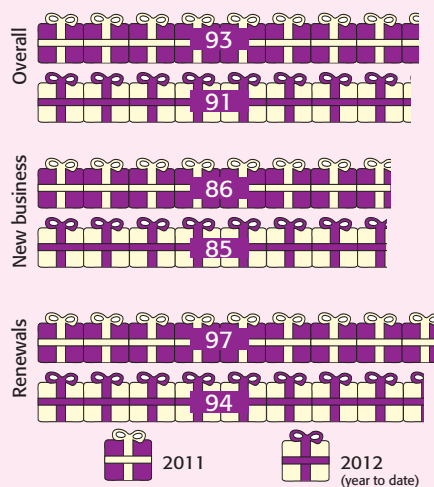 Overall
93
91
New business
86
85
Renewals
97
94
2011
2012
(year to date)